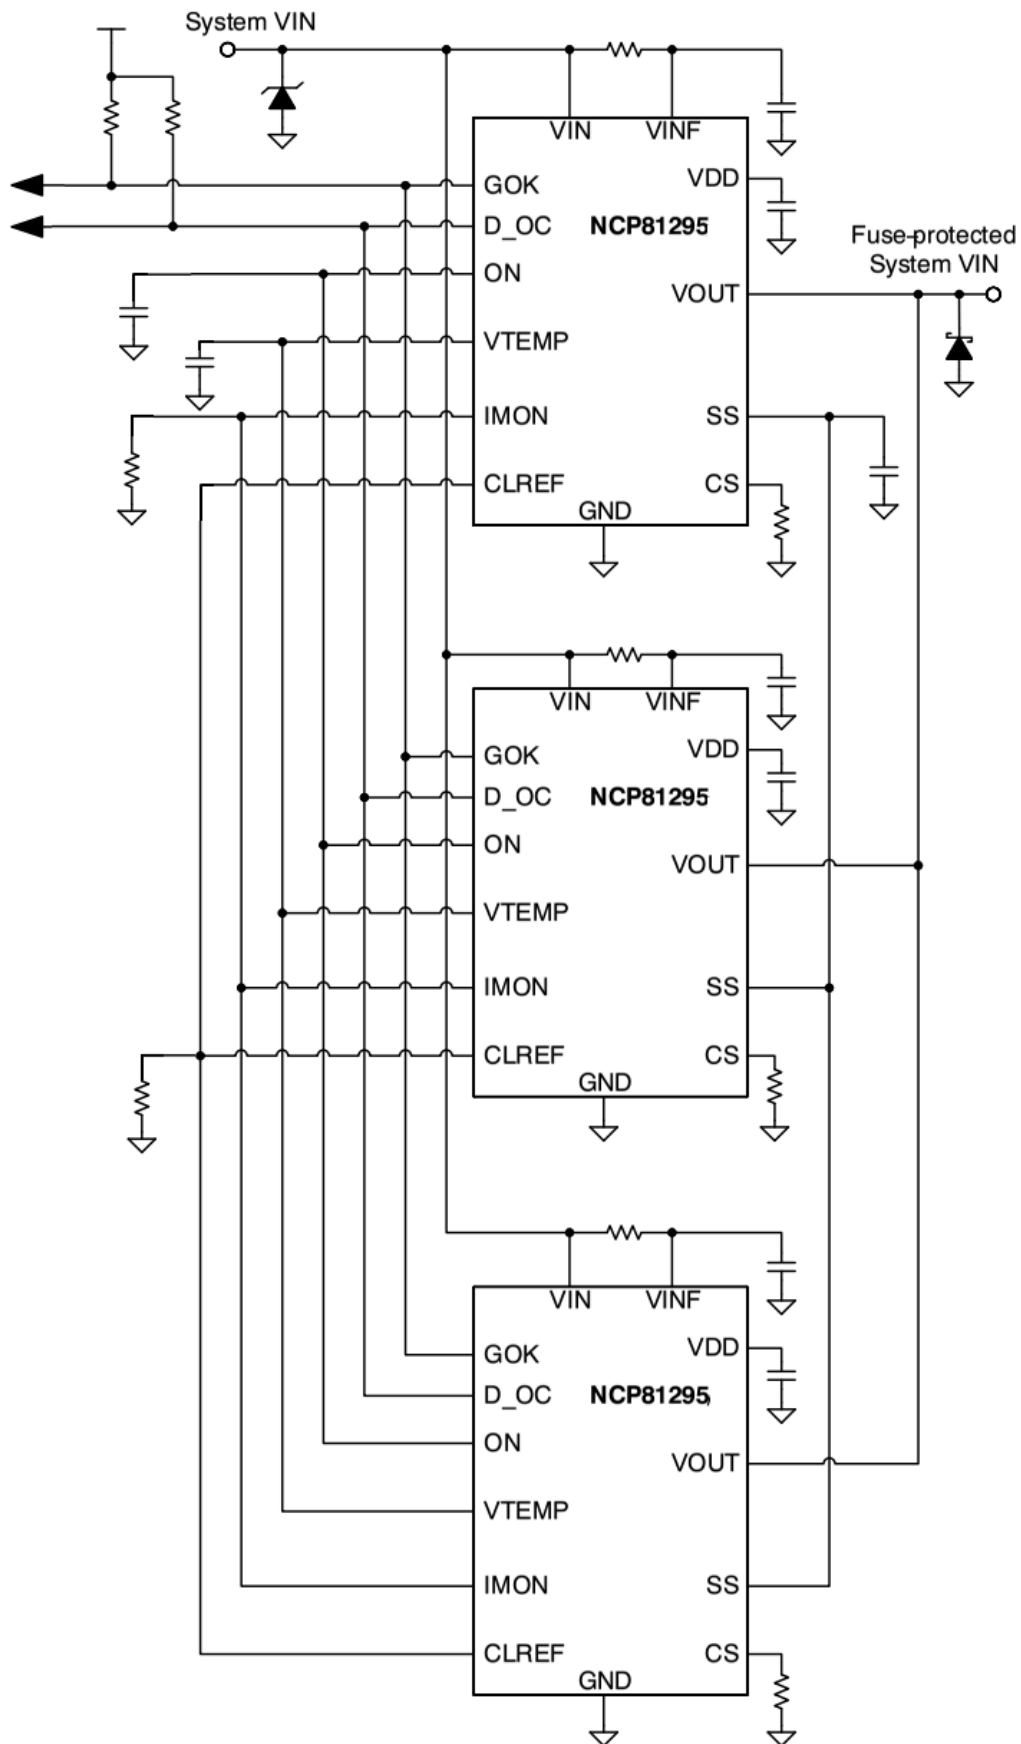 System VIN
VIN
VINF
GOK
VDD
D_OC
NCP81295
ON
Fuse-protected
System VIN
VOUT
VTEMP
IMON
SS
CLREF
CS
GND
VIN
VINF
GOK
VDD
D_OC
NCP81295
ON
VOUT
VTEMP
IMON
SS
CLREF
CS
GND
VIN
VINF
GOK
VDD
D_OC
NCP81295
ON
VOUT
VTEMP
IMON
SS
CLREF
CS
GND